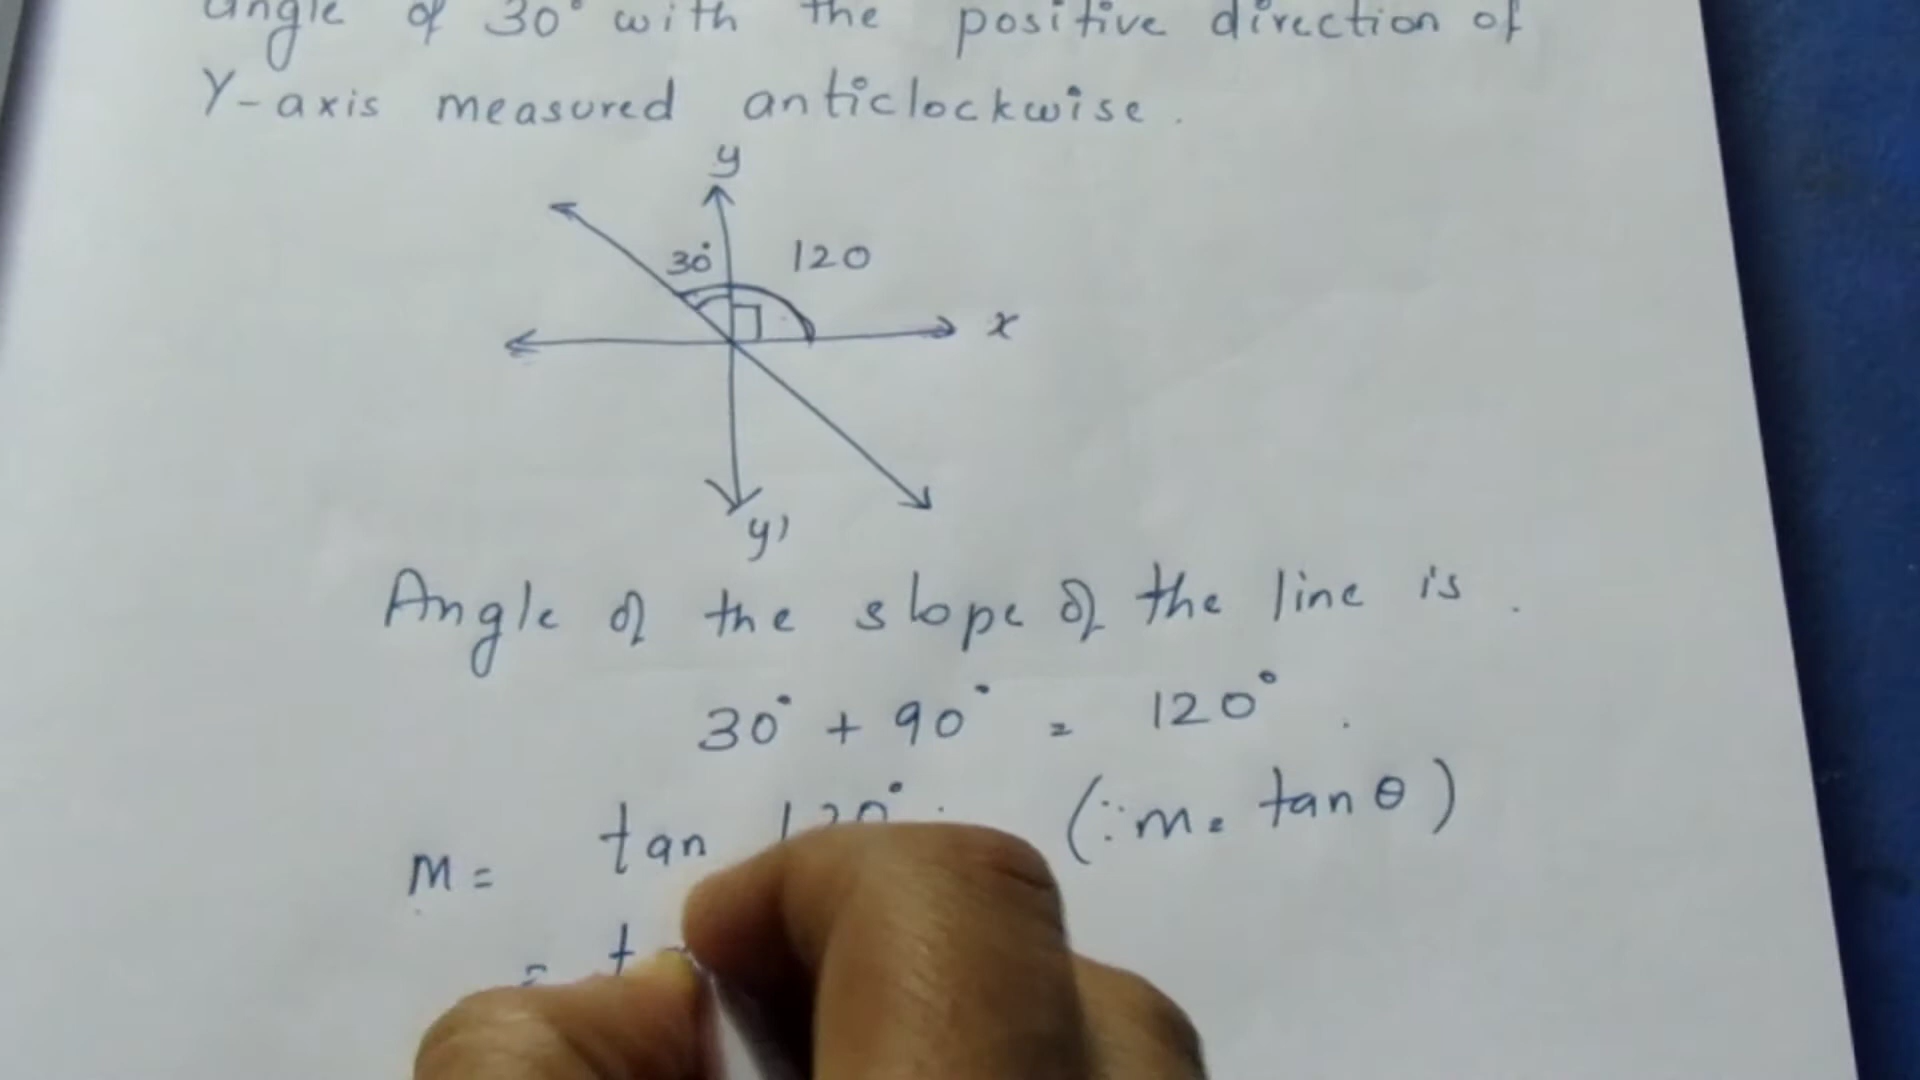 angle of 30° with the positive direction of
Y-axis measured anticlockwise.
y
30° 120
x
y'
Angle of the slope of the line is.
30° + 90° = 120°.
m = tan 120°. (∵ m = tan θ)
= t